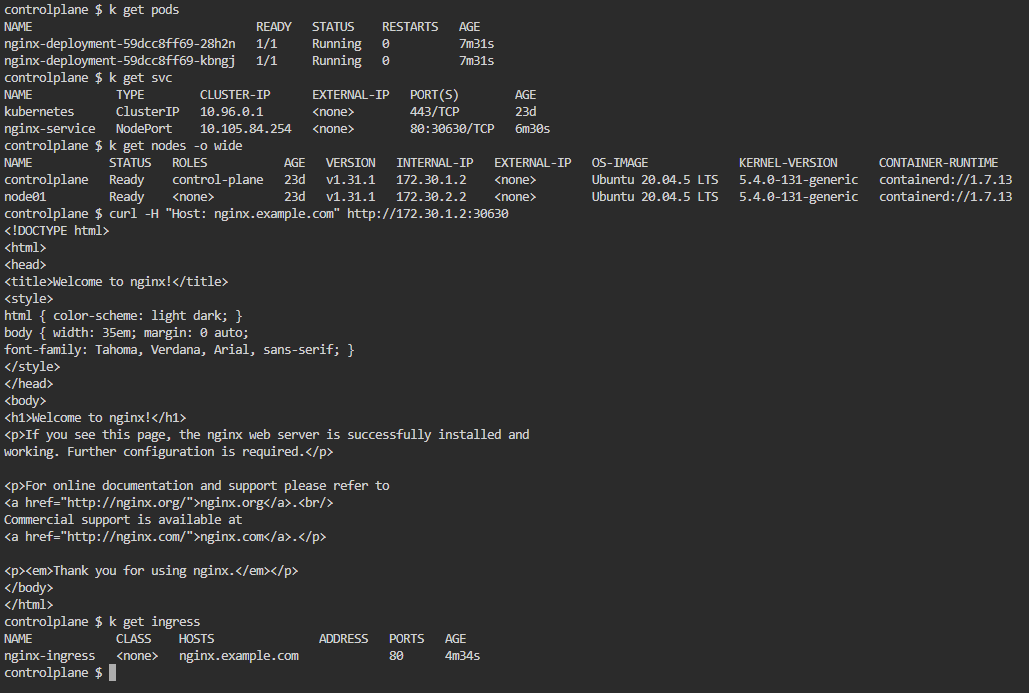 controlplane $ k get pods
NAME                                READY   STATUS    RESTARTS   AGE
nginx-deployment-59dcc8ff69-28h2n   1/1     Running   0          7m31s
nginx-deployment-59dcc8ff69-kbngj   1/1     Running   0          7m31s
controlplane $ k get svc
NAME            TYPE        CLUSTER-IP      EXTERNAL-IP   PORT(S)        AGE
kubernetes      ClusterIP   10.96.0.1       <none>        443/TCP        23d
nginx-service   NodePort    10.105.84.254   <none>        80:30630/TCP   6m30s
controlplane $ k get nodes -o wide
NAME           STATUS   ROLES           AGE   VERSION   INTERNAL-IP   EXTERNAL-IP   OS-IMAGE             KERNEL-VERSION      CONTAINER-RUNTIME
controlplane   Ready    control-plane   23d   v1.31.1   172.30.1.2    <none>        Ubuntu 20.04.5 LTS   5.4.0-131-generic   containerd://1.7.13
node01         Ready    <none>          23d   v1.31.1   172.30.2.2    <none>        Ubuntu 20.04.5 LTS   5.4.0-131-generic   containerd://1.7.13
controlplane $ curl -H "Host: nginx.example.com" http://172.30.1.2:30630
<!DOCTYPE html>
<html>
<head>
<title>Welcome to nginx!</title>
<style>
html { color-scheme: light dark; }
body { width: 35em; margin: 0 auto;
font-family: Tahoma, Verdana, Arial, sans-serif; }
</style>
</head>
<body>
<h1>Welcome to nginx!</h1>
<p>If you see this page, the nginx web server is successfully installed and
working. Further configuration is required.</p>

<p>For online documentation and support please refer to
<a href="http://nginx.org/">nginx.org</a>.<br/>
Commercial support is available at
<a href="http://nginx.com/">nginx.com</a>.</p>

<p><em>Thank you for using nginx.</em></p>
</body>
</html>
controlplane $ k get ingress
NAME            CLASS    HOSTS               ADDRESS   PORTS   AGE
nginx-ingress   <none>   nginx.example.com             80      4m34s
controlplane $